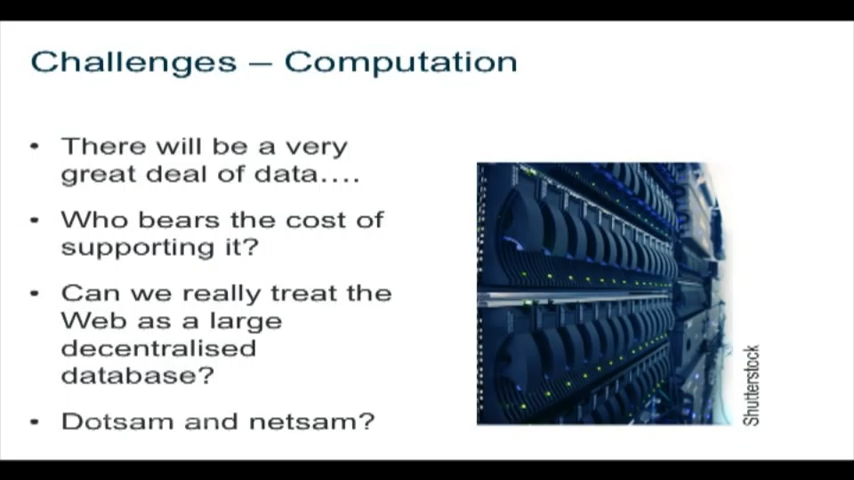 Challenges – Computation
• There will be a very
great deal of data....
• Who bears the cost of
supporting it?
• Can we really treat the
Web as a large
decentralised
database?
• Dotsam and netsam?
Shutterstock